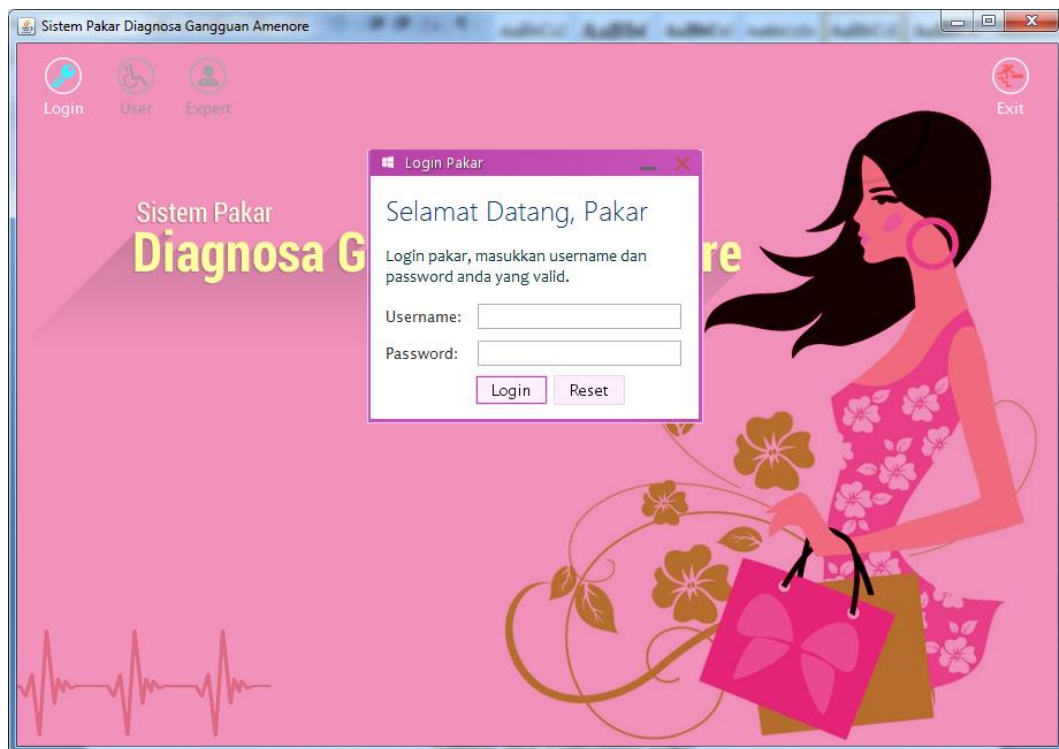 Sistem Pakar Diagnosa Gangguan Amenore
Login
User
Expert
Exit
Login Pakar
Selamat Datang, Pakar
Login pakar, masukkan username dan
password anda yang valid.
Username:
Password:
Login Reset
Sistem Pakar
Diagnosa G re